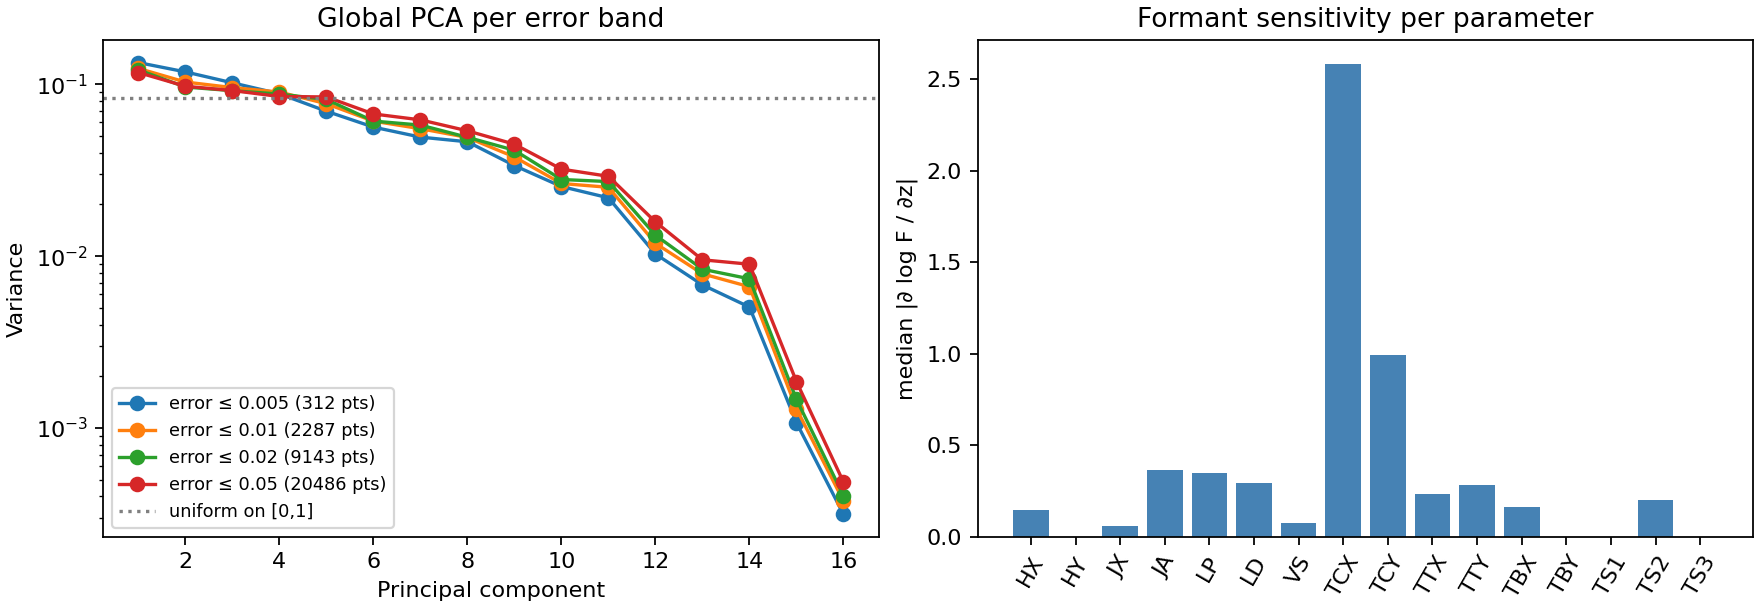 Global PCA per error band
Variance
10⁻¹
10⁻²
10⁻³
error ≤ 0.005 (312 pts)
error ≤ 0.01 (2287 pts)
error ≤ 0.02 (9143 pts)
error ≤ 0.05 (20486 pts)
uniform on [0,1]
2 4 6 8 10 12 14 16
Principal component
Formant sensitivity per parameter
median |∂ log F / ∂z|
2.5
2.0
1.5
1.0
0.5
0.0
HX HY JX JA LP LD VS TCX TCY TTX TTY TBX TBY TS1 TS2 TS3